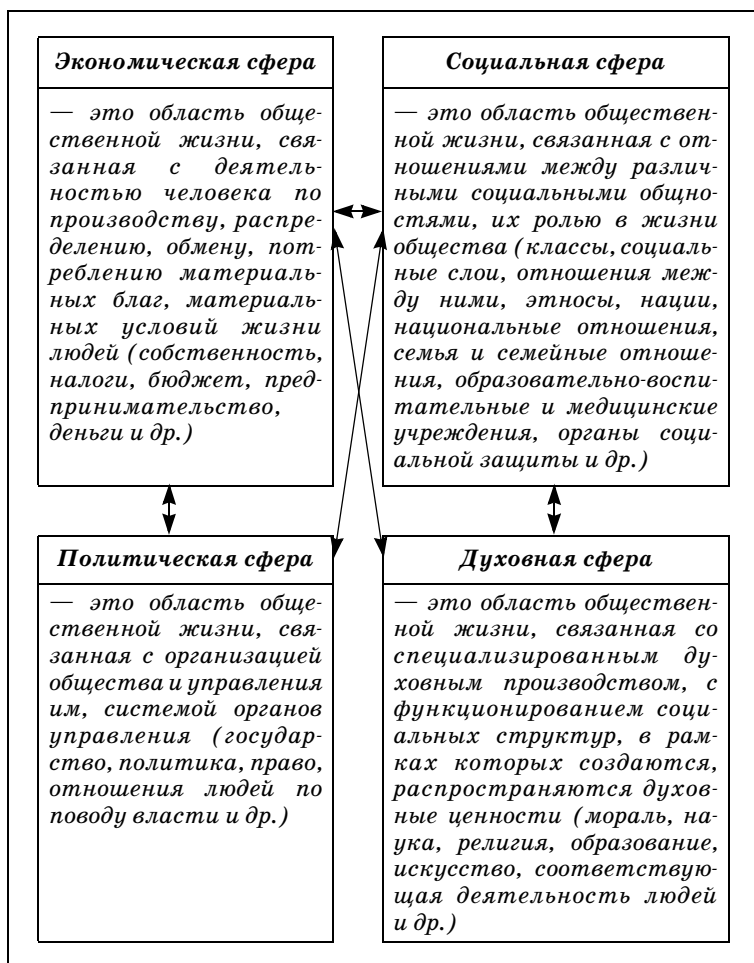 Экономическая сфера
— это область обще-
ственной жизни, свя-
занная с деятель-
ностью человека по
производству, распре-
делению, обмену, пот-
реблению материаль-
ных благ, материаль-
ных условий жизни
людей (собственность,
налоги, бюджет, пред-
принимательство,
деньги и др.)
Социальная сфера
— это область обществен-
ной жизни, связанная с от-
ношениями между различ-
ными социальными общно-
стями, их ролью в жизни
общества (классы, социаль-
ные слои, отношения меж-
ду ними, этносы, нации,
национальные отношения,
семья и семейные отноше-
ния, образовательно-воспи-
тательные и медицинские
учреждения, органы соци-
альной защиты и др.)
Политическая сфера
— это область обще-
ственной жизни, свя-
занная с организацией
общества и управления
им, системой органов
управления (государ-
ство, политика, право,
отношения людей по
поводу власти и др.)
Духовная сфера
— это область обществен-
ной жизни, связанная со
специализированным ду-
ховным производством, с
функционированием соци-
альных структур, в рам-
ках которых создаются,
распространяются духов-
ные ценности (мораль, на-
ука, религия, образование,
искусство, соответствую-
щая деятельность людей
и др.)